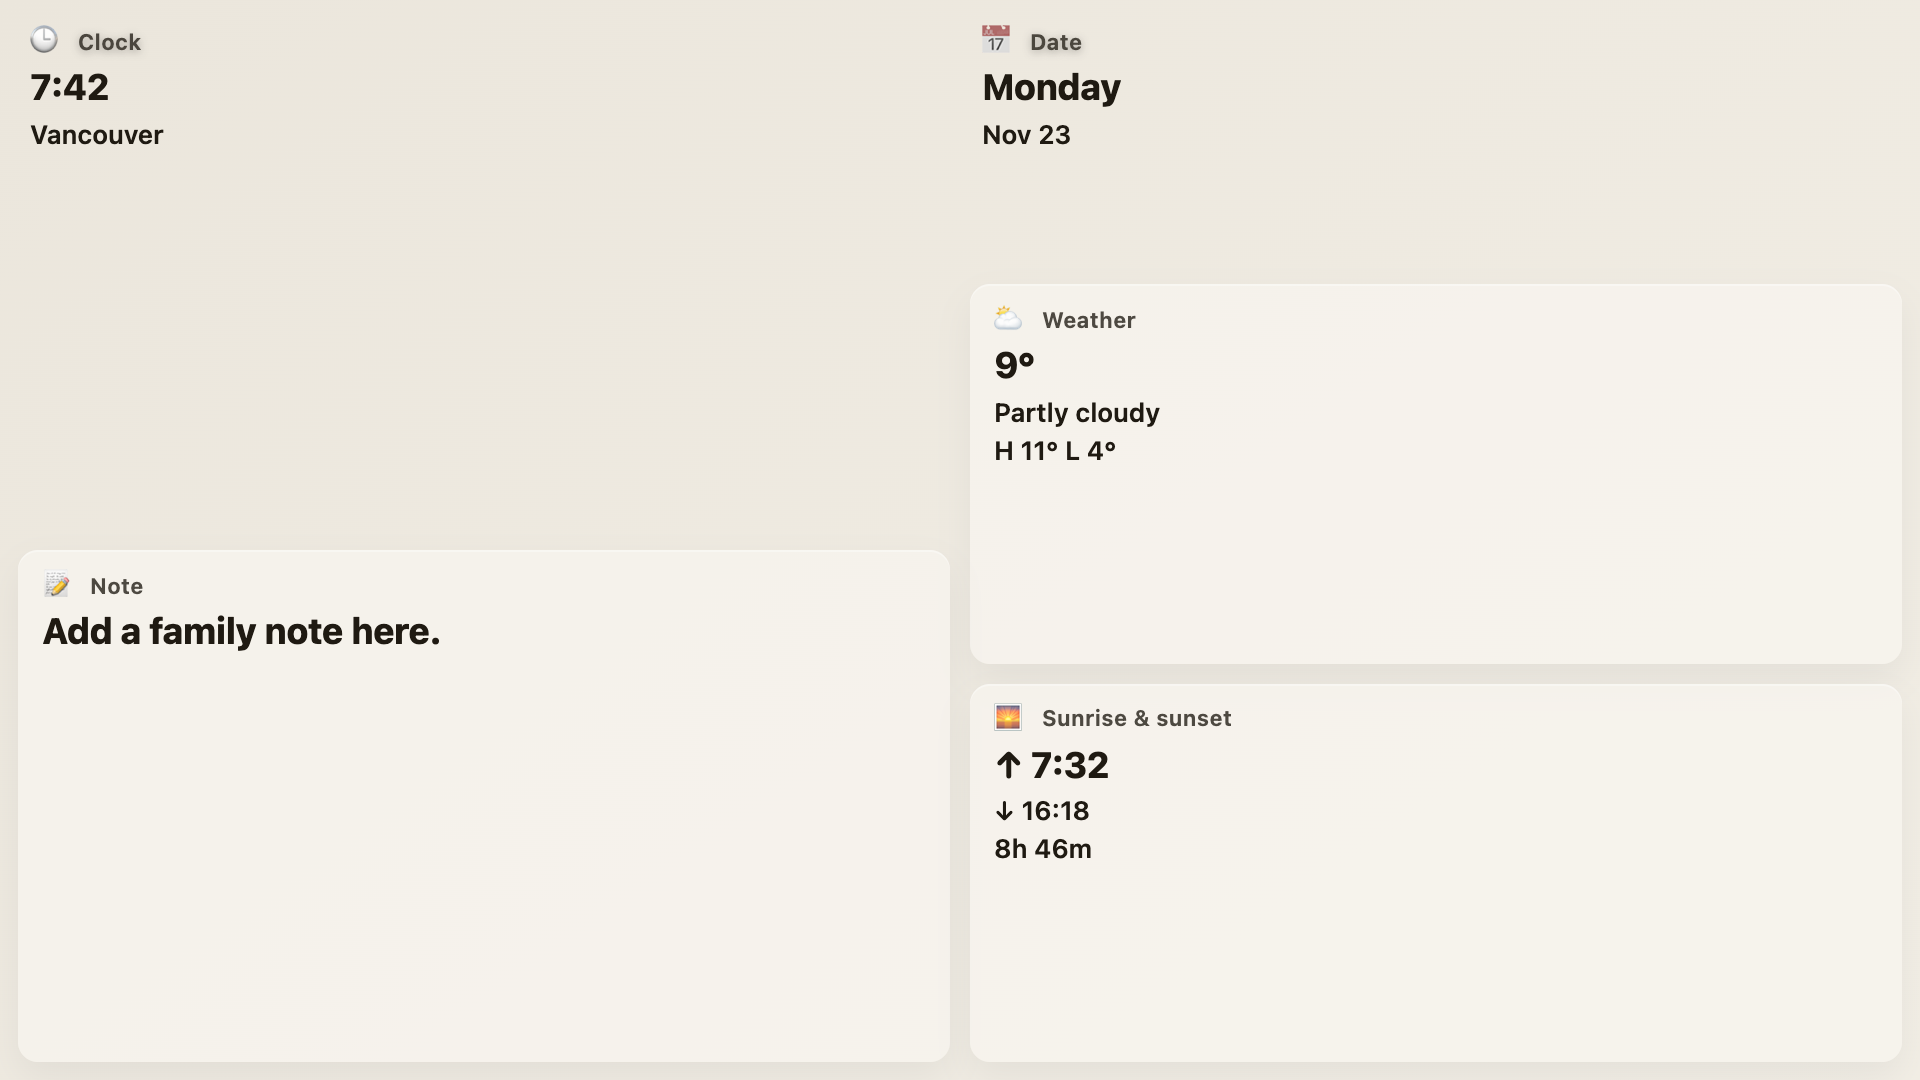 Clock
7:42
Vancouver
17
Date
Monday
Nov 23
Weather
9°
Partly cloudy
H 11° L 4°
Note
Add a family note here.
Sunrise & sunset
↑ 7:32
↓ 16:18
8h 46m